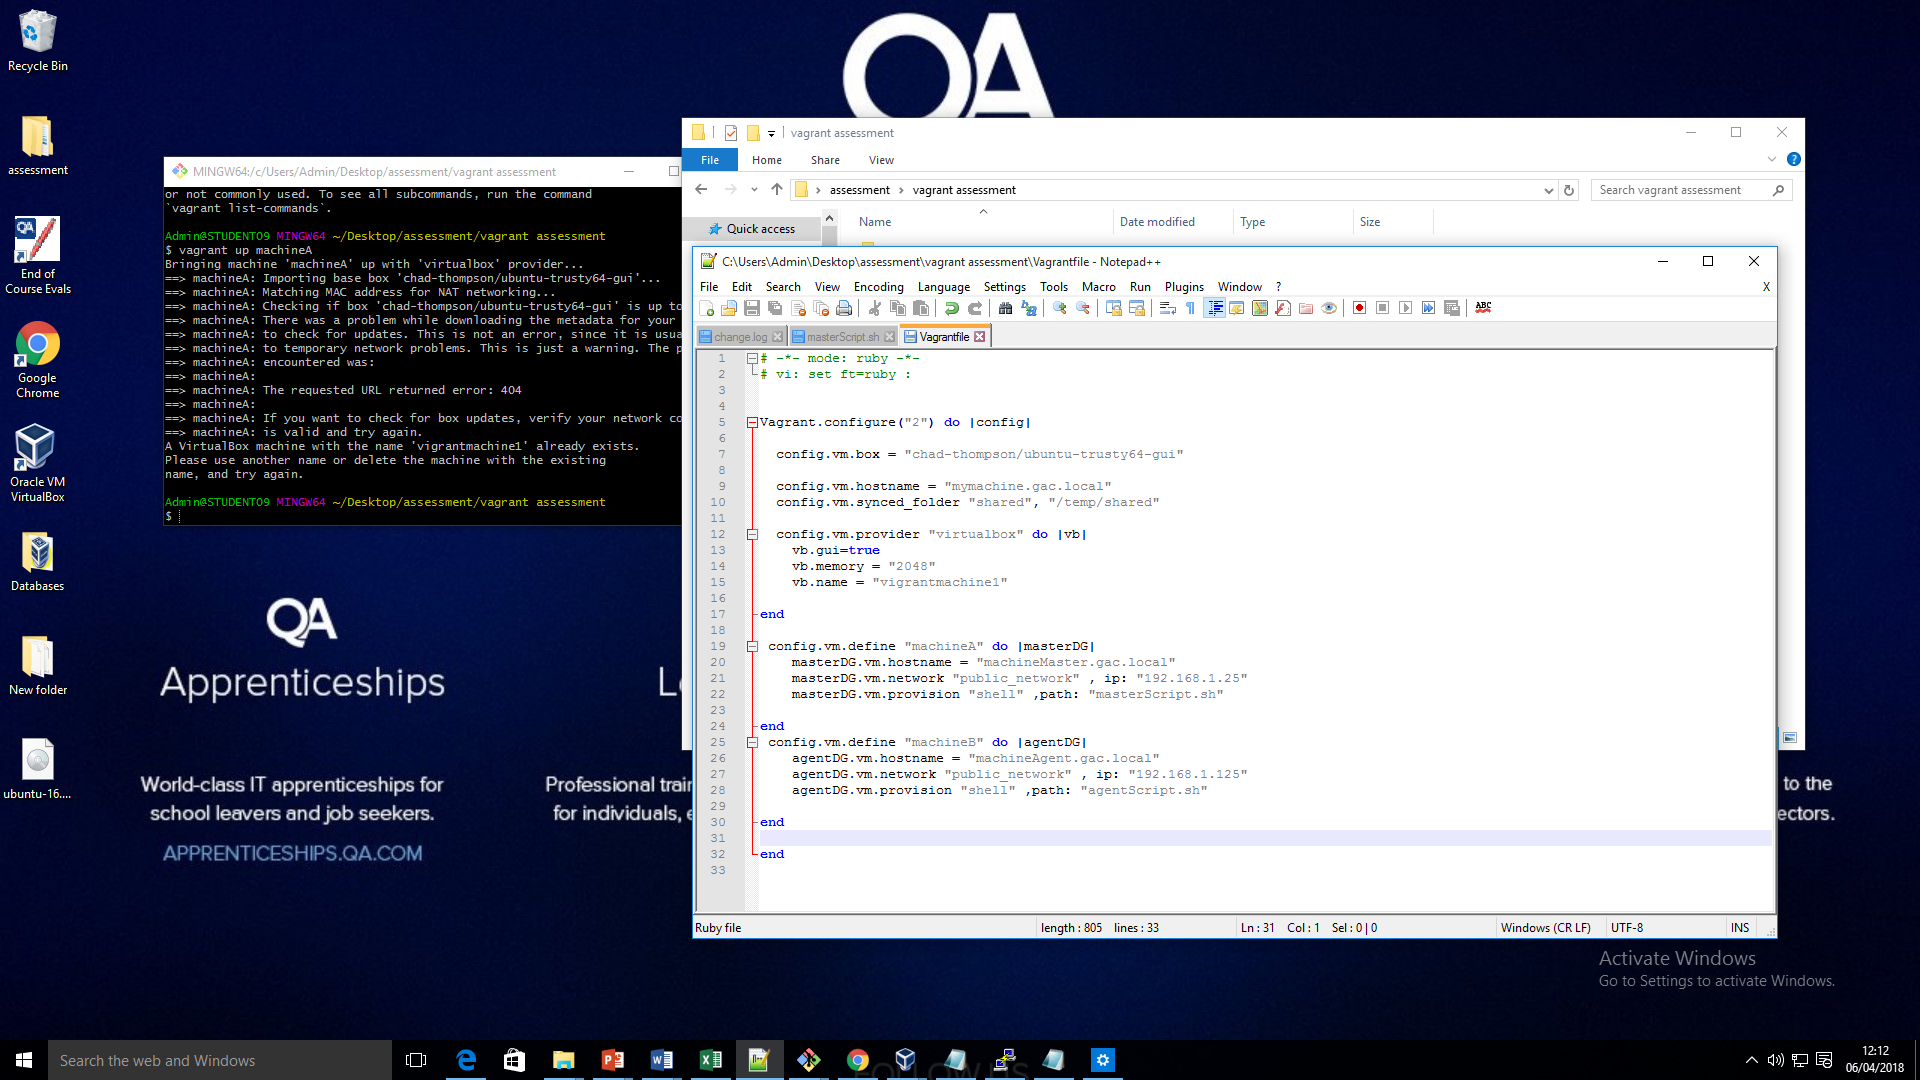 Recycle Bin
assessment
End of
Course Evals
Google
Chrome
Oracle VM
VirtualBox
Databases
New folder
ubuntu-16....
QA
MINGW64:/c/Users/Admin/Desktop/assessment/vagrant assessment
or not commonly used. To see all subcommands, run the command
`vagrant list-commands`.
Admin@STUDENT09 MINGW64 ~/Desktop/assessment/vagrant assessment
$ vagrant up machineA
Bringing machine 'machineA' up with 'virtualbox' provider...
==> machineA: Importing base box 'chad-thompson/ubuntu-trusty64-gui'...
==> machineA: Matching MAC address for NAT networking...
==> machineA: Checking if box 'chad-thompson/ubuntu-trusty64-gui' is up to
==> machineA: There was a problem while downloading the metadata for your
==> machineA: to check for updates. This is not an error, since it is usua
==> machineA: to temporary network problems. This is just a warning. The p
==> machineA: encountered was:
==> machineA:
==> machineA: The requested URL returned error: 404
==> machineA:
==> machineA: If you want to check for box updates, verify your network co
==> machineA: is valid and try again.
A VirtualBox machine with the name 'vigrantmachine1' already exists.
Please use another name or delete the machine with the existing
name, and try again.
Admin@STUDENT09 MINGW64 ~/Desktop/assessment/vagrant assessment
$
vagrant assessment
File Home Share View
assessment > vagrant assessment
Search vagrant assessment
Quick access
Name Date modified Type Size
C:\Users\Admin\Desktop\assessment\vagrant assessment\Vagrantfile - Notepad++
File Edit Search View Encoding Language Settings Tools Macro Run Plugins Window ? X
change.log masterScript.sh Vagrantfile
1 # -*- mode: ruby -*-
2 # vi: set ft=ruby :
3
4
5 Vagrant.configure("2") do |config|
6
7 config.vm.box = "chad-thompson/ubuntu-trusty64-gui"
8
9 config.vm.hostname = "mymachine.gac.local"
10 config.vm.synced_folder "shared", "/temp/shared"
11
12 config.vm.provider "virtualbox" do |vb|
13 vb.gui=true
14 vb.memory = "2048"
15 vb.name = "vigrantmachine1"
16
17 end
18
19 config.vm.define "machineA" do |masterDG|
20 masterDG.vm.hostname = "machineMaster.gac.local"
21 masterDG.vm.network "public_network" , ip: "192.168.1.25"
22 masterDG.vm.provision "shell" ,path: "masterScript.sh"
23
24 end
25 config.vm.define "machineB" do |agentDG|
26 agentDG.vm.hostname = "machineAgent.gac.local"
27 agentDG.vm.network "public_network" , ip: "192.168.1.125"
28 agentDG.vm.provision "shell" ,path: "agentScript.sh"
29
30 end
31
32 end
33
Ruby file length : 805 lines : 33 Ln : 31 Col : 1 Sel : 0 | 0 Windows (CR LF) UTF-8 INS
QA
Apprenticeships
World-class IT apprenticeships for
school leavers and job seekers.
APPRENTICESHIPS.QA.COM
L
Professional trai
for individuals, e
to the
ectors.
Activate Windows
Go to Settings to activate Windows.
FOLLOW US
Search the web and Windows
12:12
06/04/2018